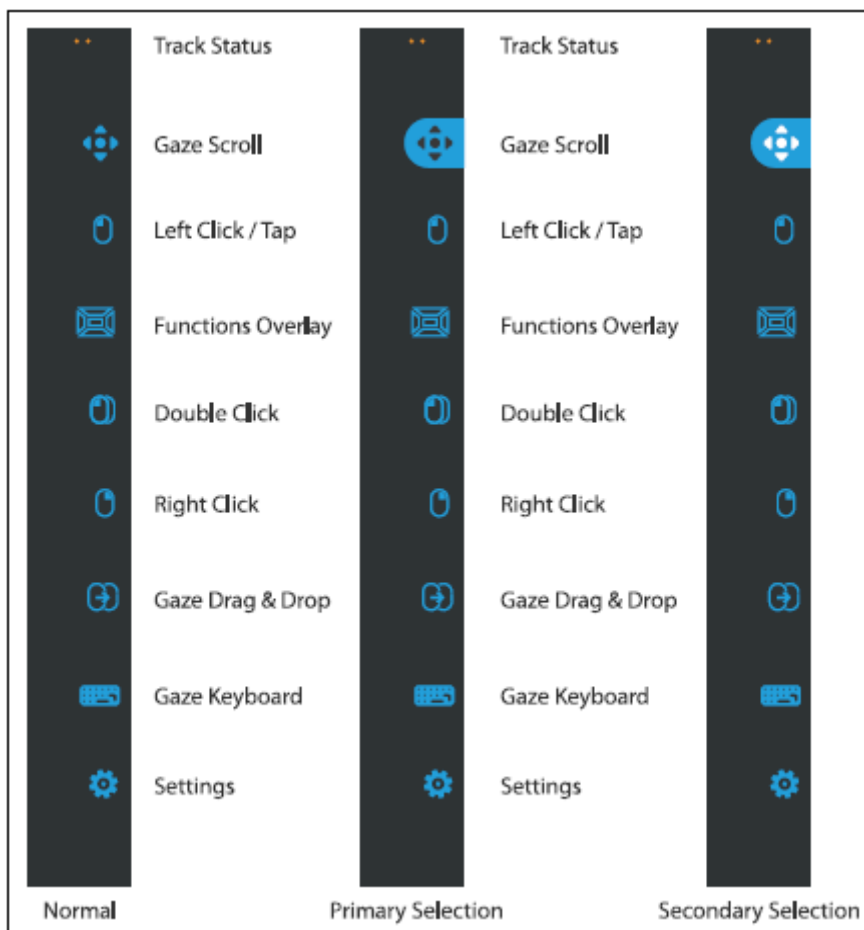 Track Status Track Status
Gaze Scroll Gaze Scroll
Left Click / Tap Left Click / Tap
Functions Overlay Functions Overlay
Double Click Double Click
Right Click Right Click
Gaze Drag & Drop Gaze Drag & Drop
Gaze Keyboard Gaze Keyboard
Settings Settings
Normal Primary Selection Secondary Selection